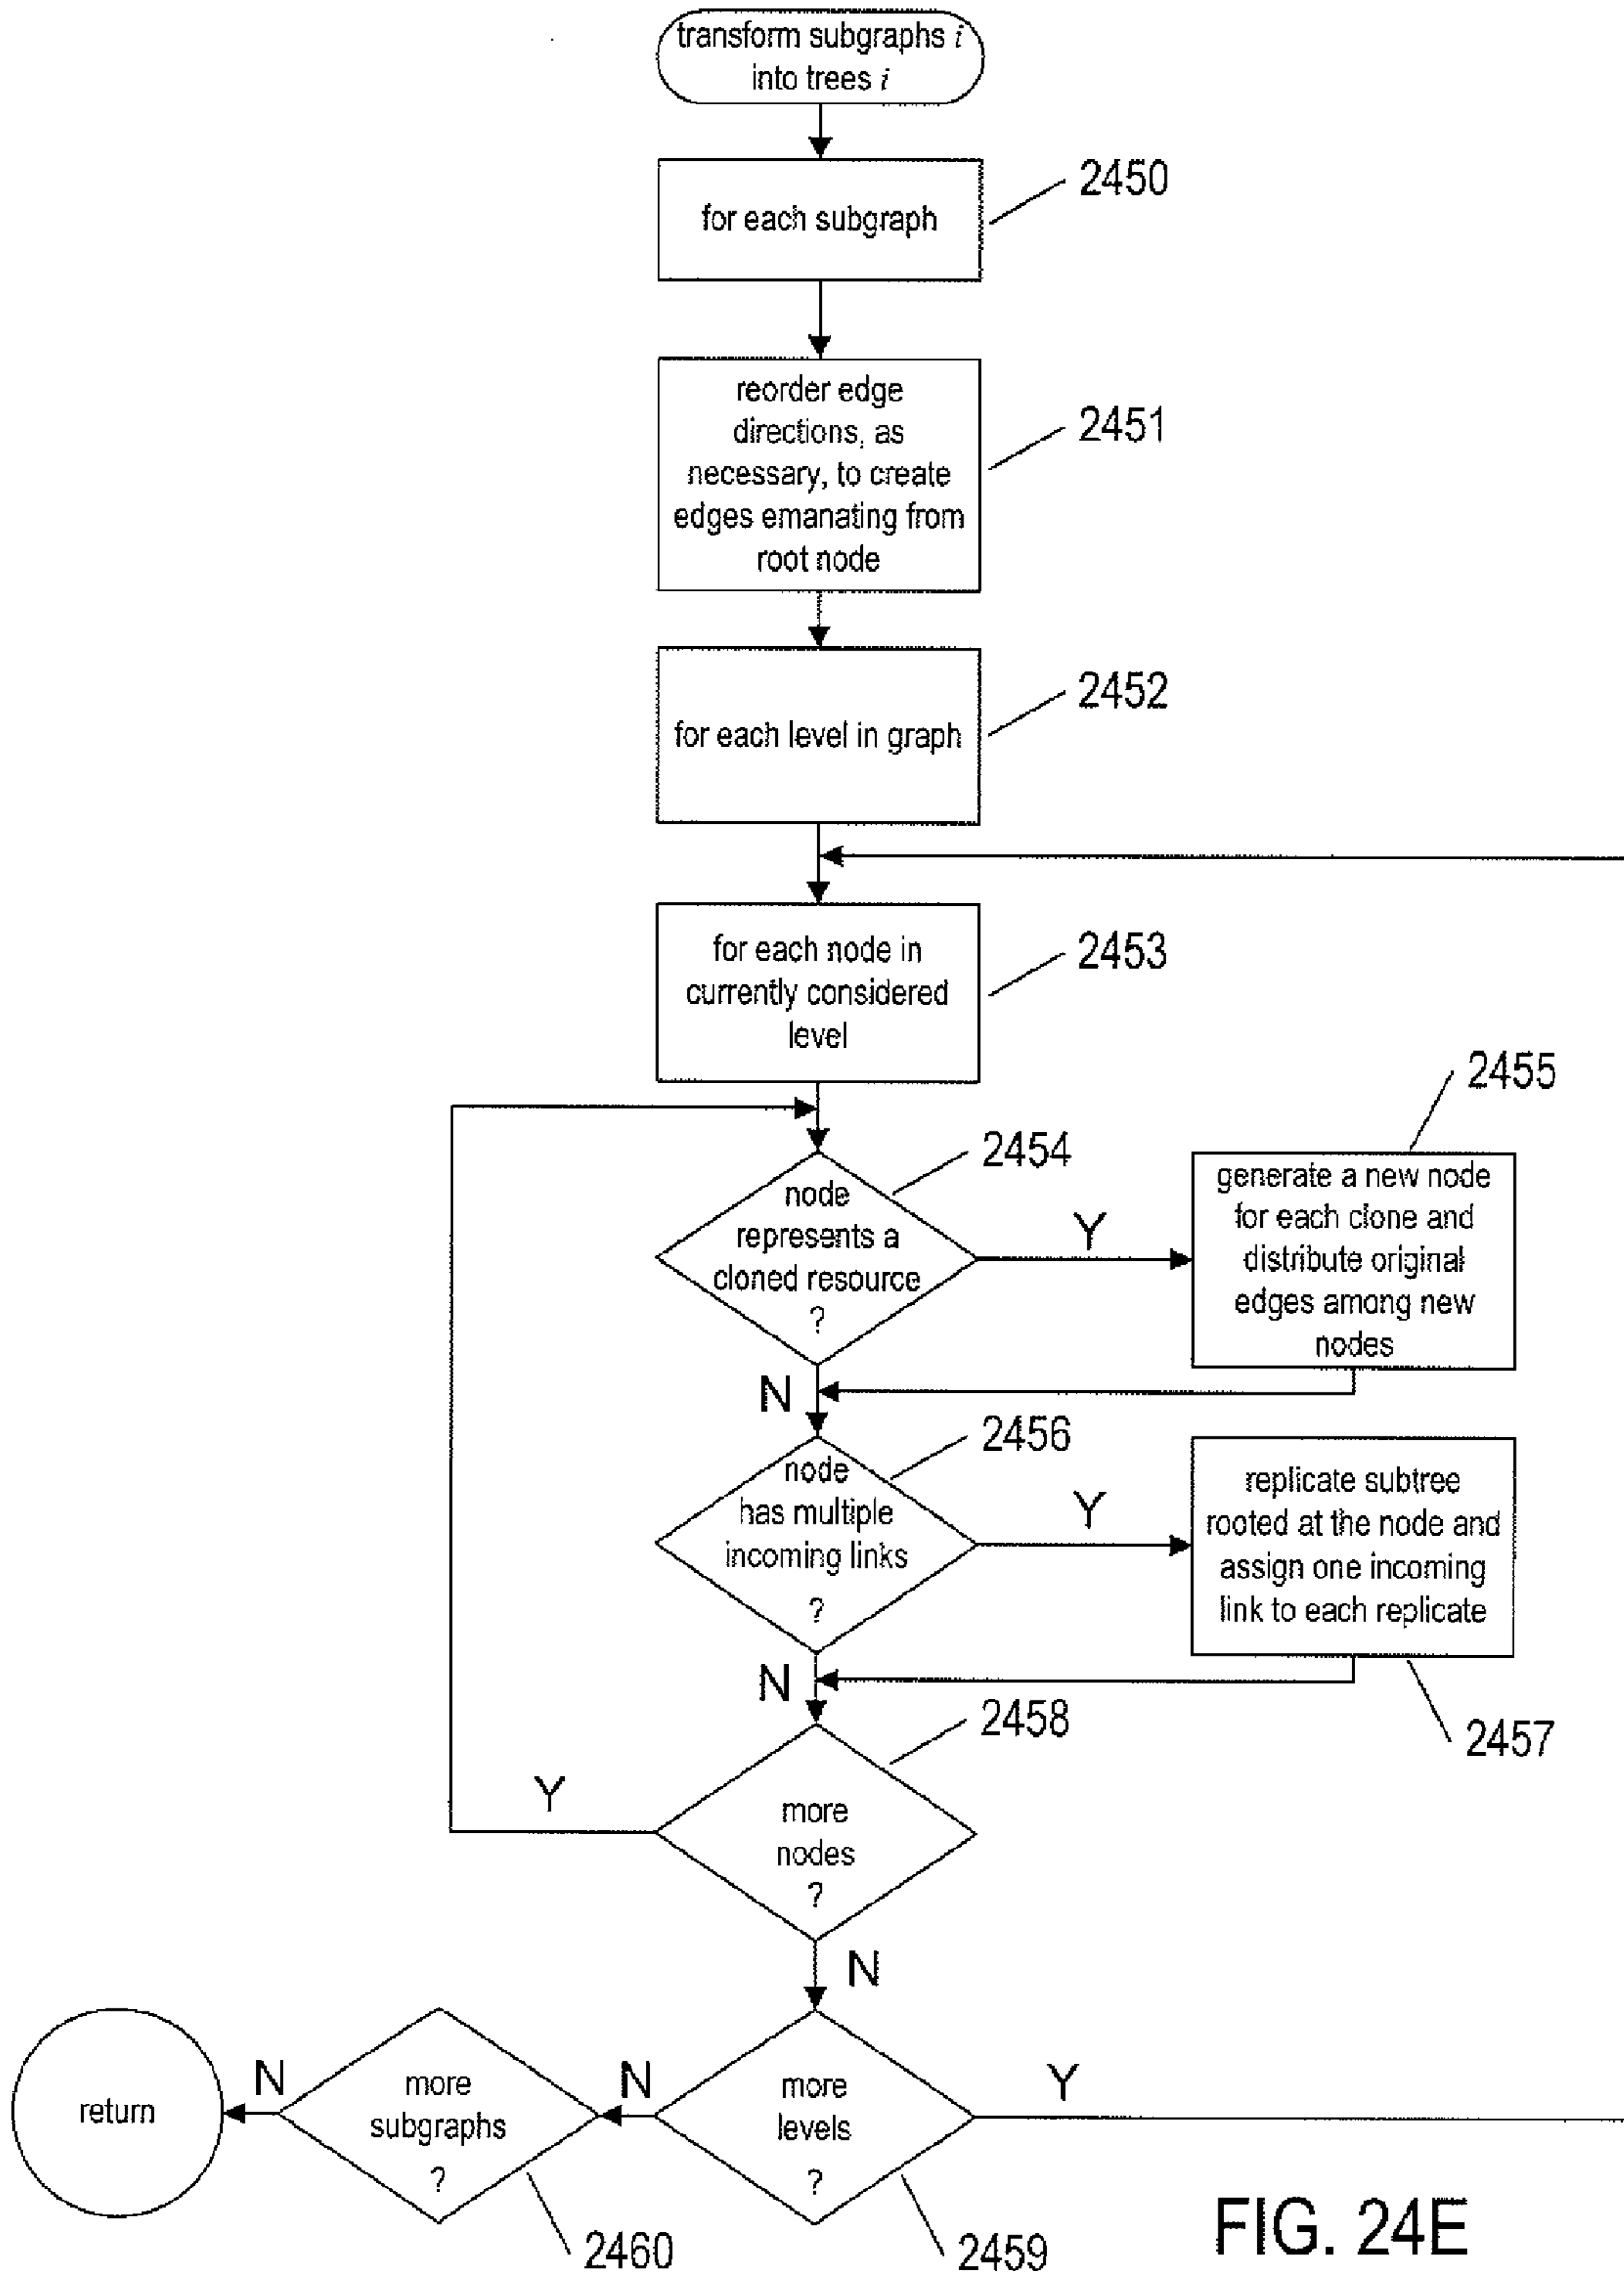 transform subgraphs i
into trees i
2450
for each subgraph
reorder edge
directions, as
necessary, to create
edges emanating from
root node
2451
2452
for each level in graph
for each node in
currently considered
level
2453
2455
2454
node
represents a
cloned resource
?
Y
generate a new node
for each clone and
distribute original
edges among new
nodes
N
2456
node
has multiple
incoming links
?
Y
replicate subtree
rooted at the node and
assign one incoming
link to each replicate
N
2458
2457
Y
more
nodes
?
N
return
N
more
subgraphs
?
N
more
levels
?
Y
2460
2459
FIG. 24E